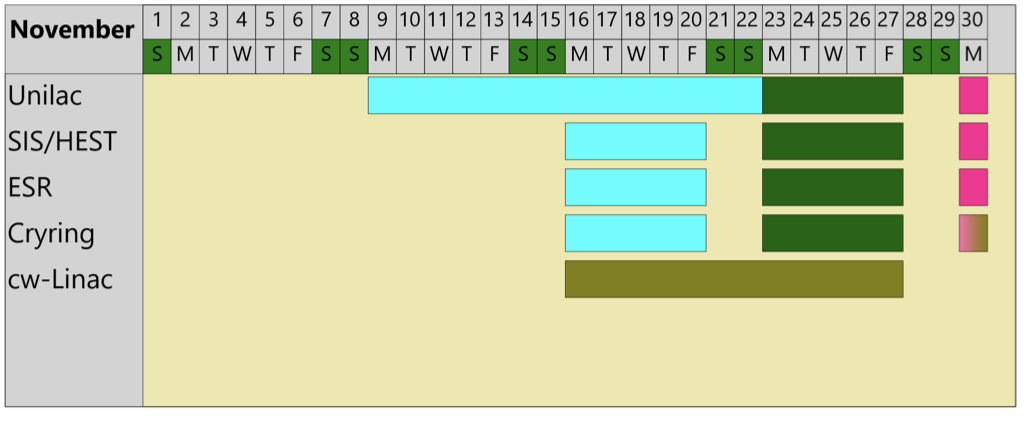 November 1 2 3 4 5 6 7 8 9 10 11 12 13 14 15 16 17 18 19 20 21 22 23 24 25 26 27 28 29 30
S M T W T F S S M T W T F S S M T W T F S S M T W T F S S M
Unilac
SIS/HEST
ESR
Cryring
cw-Linac